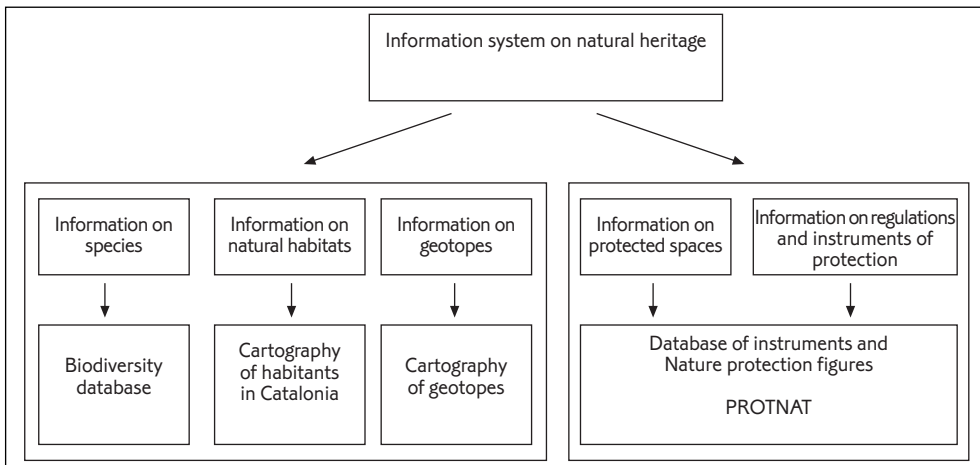 Information system on natural heritage
Information on
species
Information on
natural habitats
Information on
geotopes
Information on
protected spaces
Information on regulations
and instruments of
protection
Biodiversity
database
Cartography
of habitants
in Catalonia
Cartography
of geotopes
Database of instruments and
Nature protection figures
PROTNAT